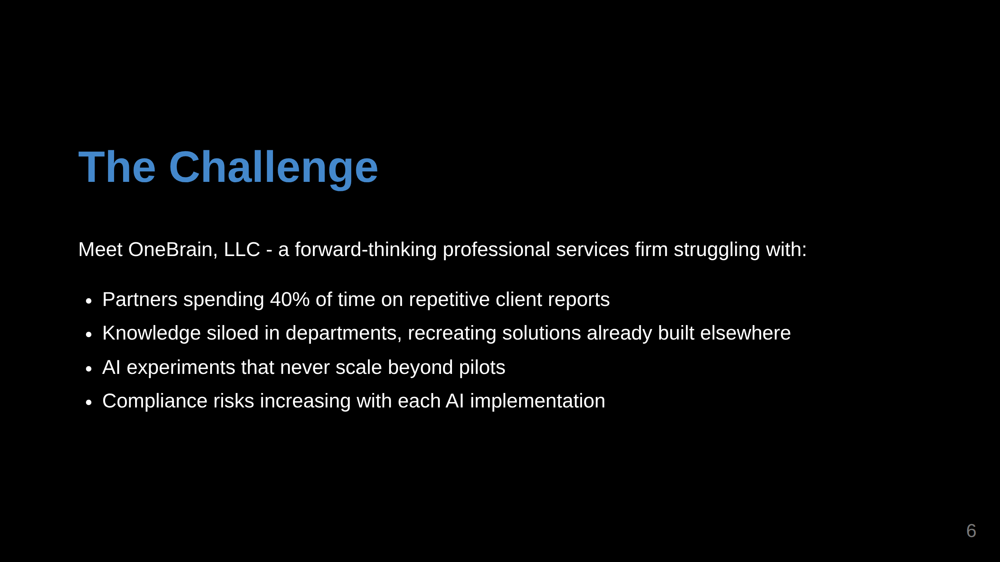 The Challenge
Meet OneBrain, LLC - a forward-thinking professional services firm struggling with:
• Partners spending 40% of time on repetitive client reports
• Knowledge siloed in departments, recreating solutions already built elsewhere
• AI experiments that never scale beyond pilots
• Compliance risks increasing with each AI implementation
6